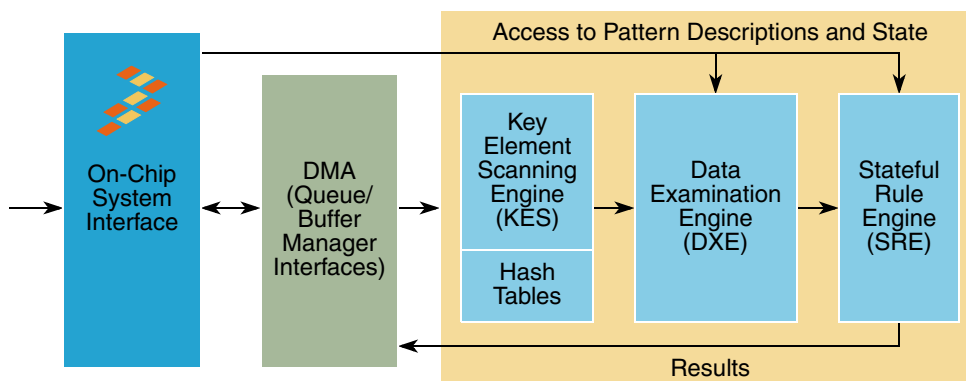 Access to Pattern Descriptions and State
On-Chip
System
Interface
DMA
(Queue/
Buffer
Manager
Interfaces)
Key
Element
Scanning
Engine
(KES)
Hash
Tables
Data
Examination
Engine
(DXE)
Stateful
Rule
Engine
(SRE)
Results